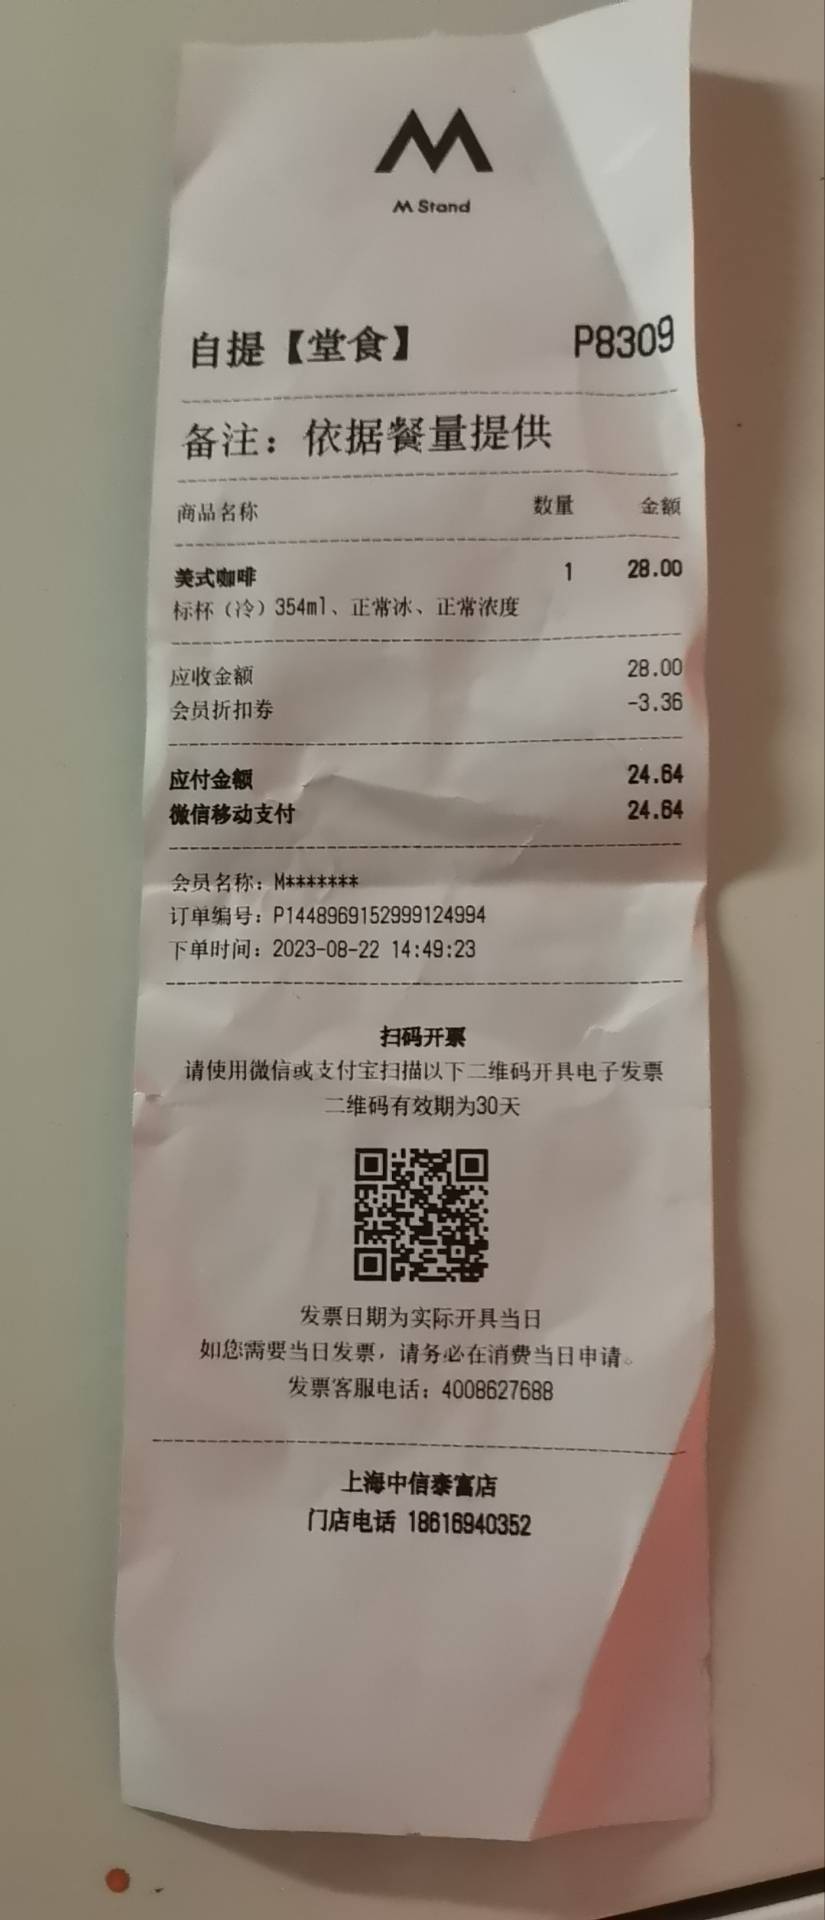 M
M Stand
自提【堂食】 P8309
备注：依据餐量提供
商品名称 数量 金额
美式咖啡 1 28.00
标杯（冷）354ml、正常冰、正常浓度
应收金额 28.00
会员折扣券 -3.36
应付金额 24.64
微信移动支付 24.64
会员名称：M*******
订单编号：P1448969152999124994
下单时间：2023-08-22 14:49:23
扫码开票
请使用微信或支付宝扫描以下二维码开具电子发票
二维码有效期为30天
发票日期为实际开具当日
如您需要当日发票，请务必在消费当日申请。
发票客服电话：4008627688
上海中信泰富店
门店电话 18616940352